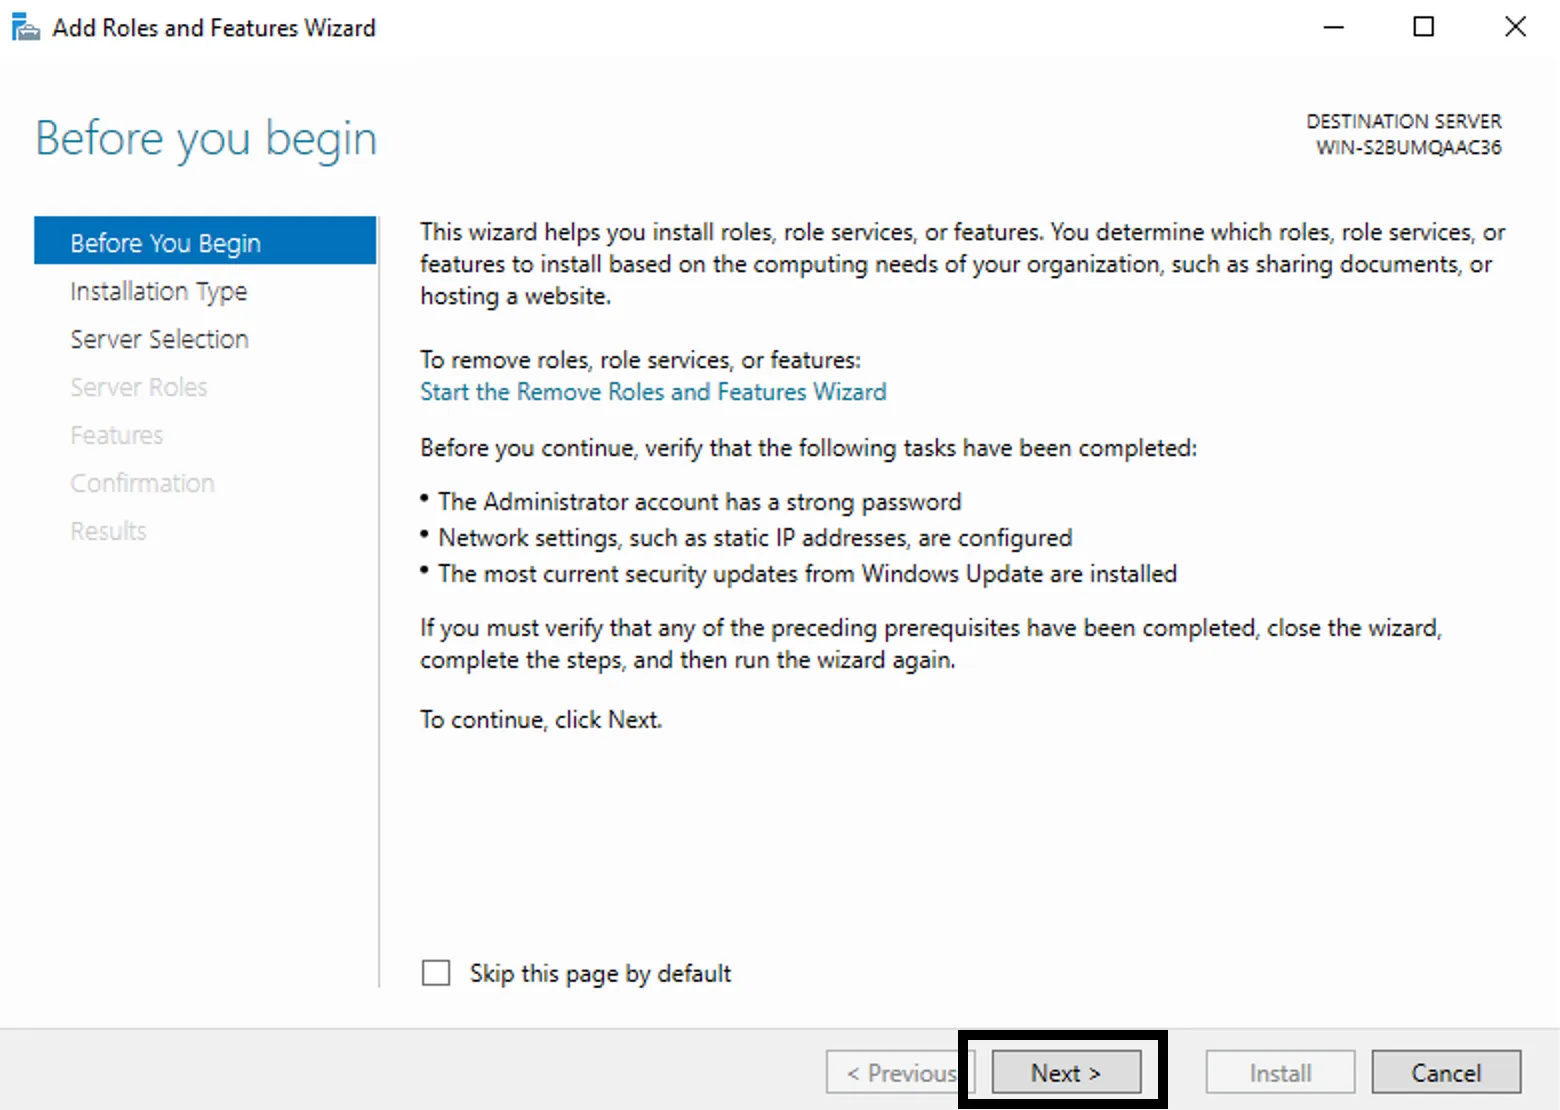 Add Roles and Features Wizard
Before you begin
DESTINATION SERVER
WIN-S2BUMQAAC36
Before You Begin
Installation Type
Server Selection
Server Roles
Features
Confirmation
Results
This wizard helps you install roles, role services, or features. You determine which roles, role services, or
features to install based on the computing needs of your organization, such as sharing documents, or
hosting a website.
To remove roles, role services, or features:
Start the Remove Roles and Features Wizard
Before you continue, verify that the following tasks have been completed:
• The Administrator account has a strong password
• Network settings, such as static IP addresses, are configured
• The most current security updates from Windows Update are installed
If you must verify that any of the preceding prerequisites have been completed, close the wizard,
complete the steps, and then run the wizard again.
To continue, click Next.
Skip this page by default
< Previous
Next >
Install
Cancel